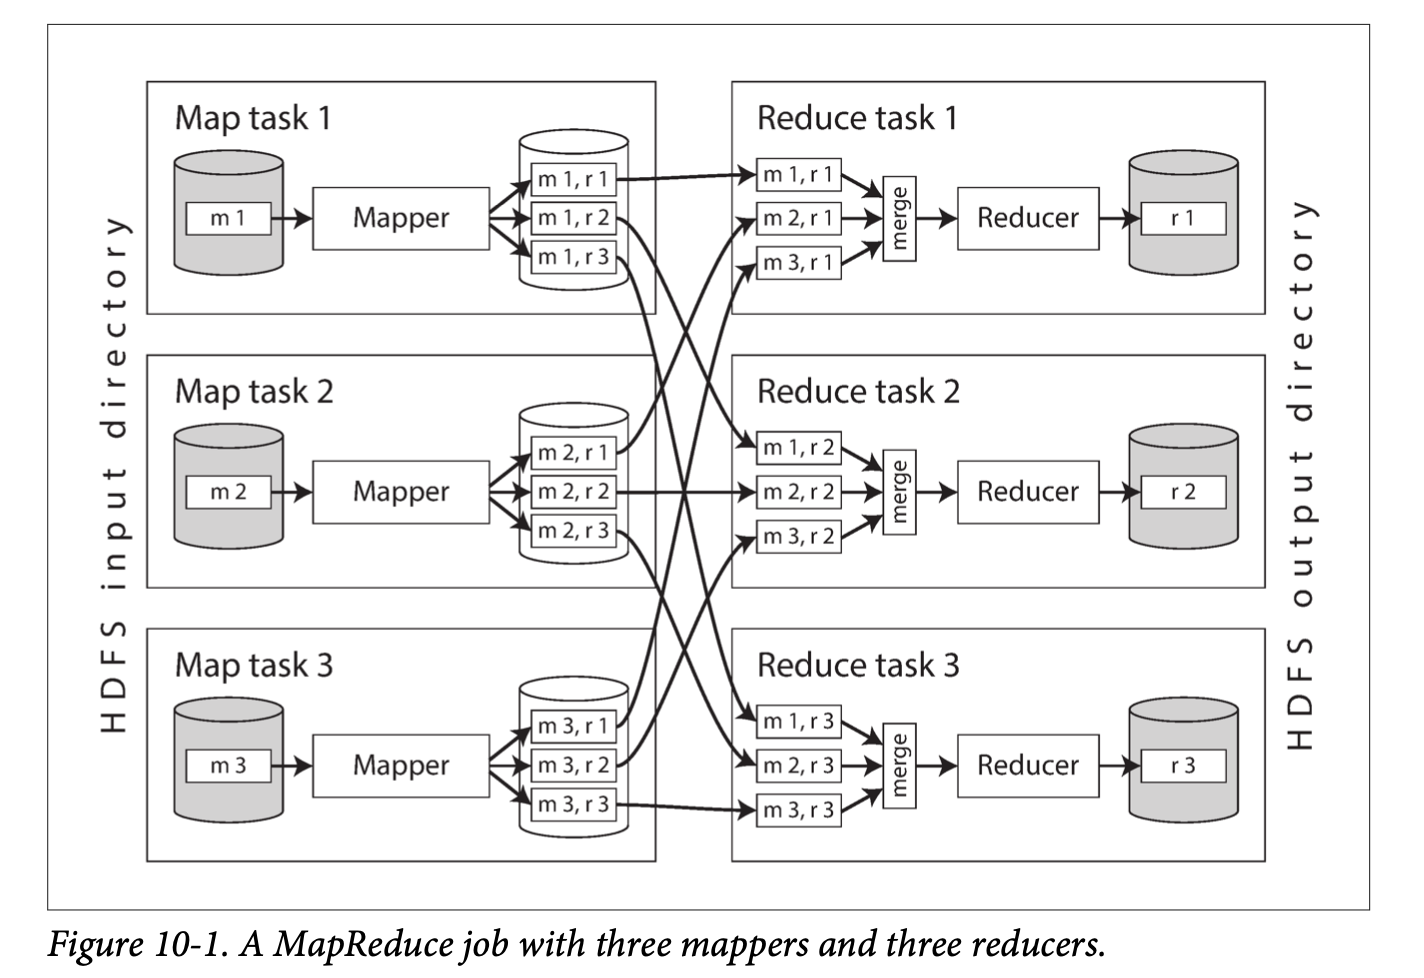 HDFS input directory
Map task 1
m 1
Mapper
m 1, r 1
m 1, r 2
m 1, r 3
Reduce task 1
m 1, r 1
m 2, r 1
m 3, r 1
merge
Reducer
r 1
Map task 2
m 2
Mapper
m 2, r 1
m 2, r 2
m 2, r 3
Reduce task 2
m 1, r 2
m 2, r 2
m 3, r 2
merge
Reducer
r 2
Map task 3
m 3
Mapper
m 3, r 1
m 3, r 2
m 3, r 3
Reduce task 3
m 1, r 3
m 2, r 3
m 3, r 3
merge
Reducer
r 3
HDFS output directory
Figure 10-1. A MapReduce job with three mappers and three reducers.